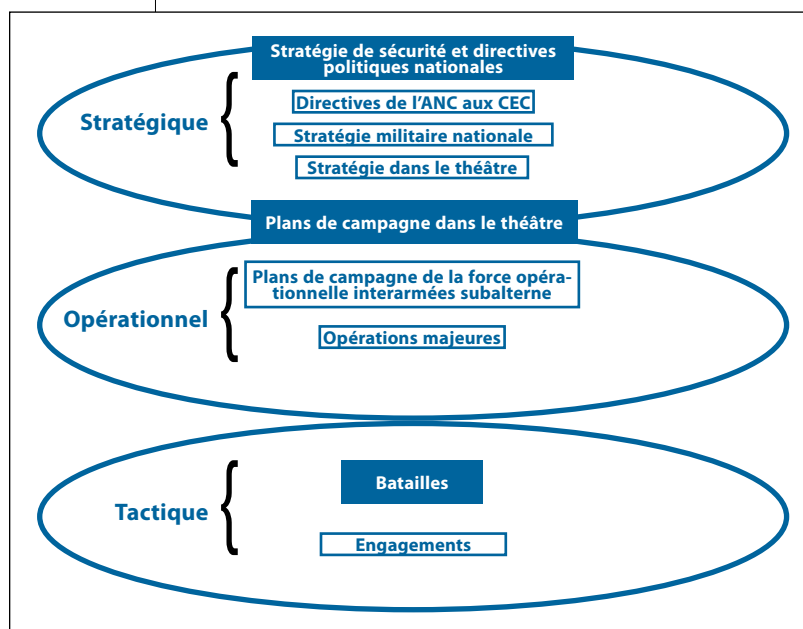 Stratégie de sécurité et directives
politiques nationales
Stratégique
Directives de l’ANC aux CEC
Stratégie militaire nationale
Stratégie dans le théâtre
Plans de campagne dans le théâtre
Opérationnel
Plans de campagne de la force opéra-
tionnelle interarmées subalterne
Opérations majeures
Tactique
Batailles
Engagements